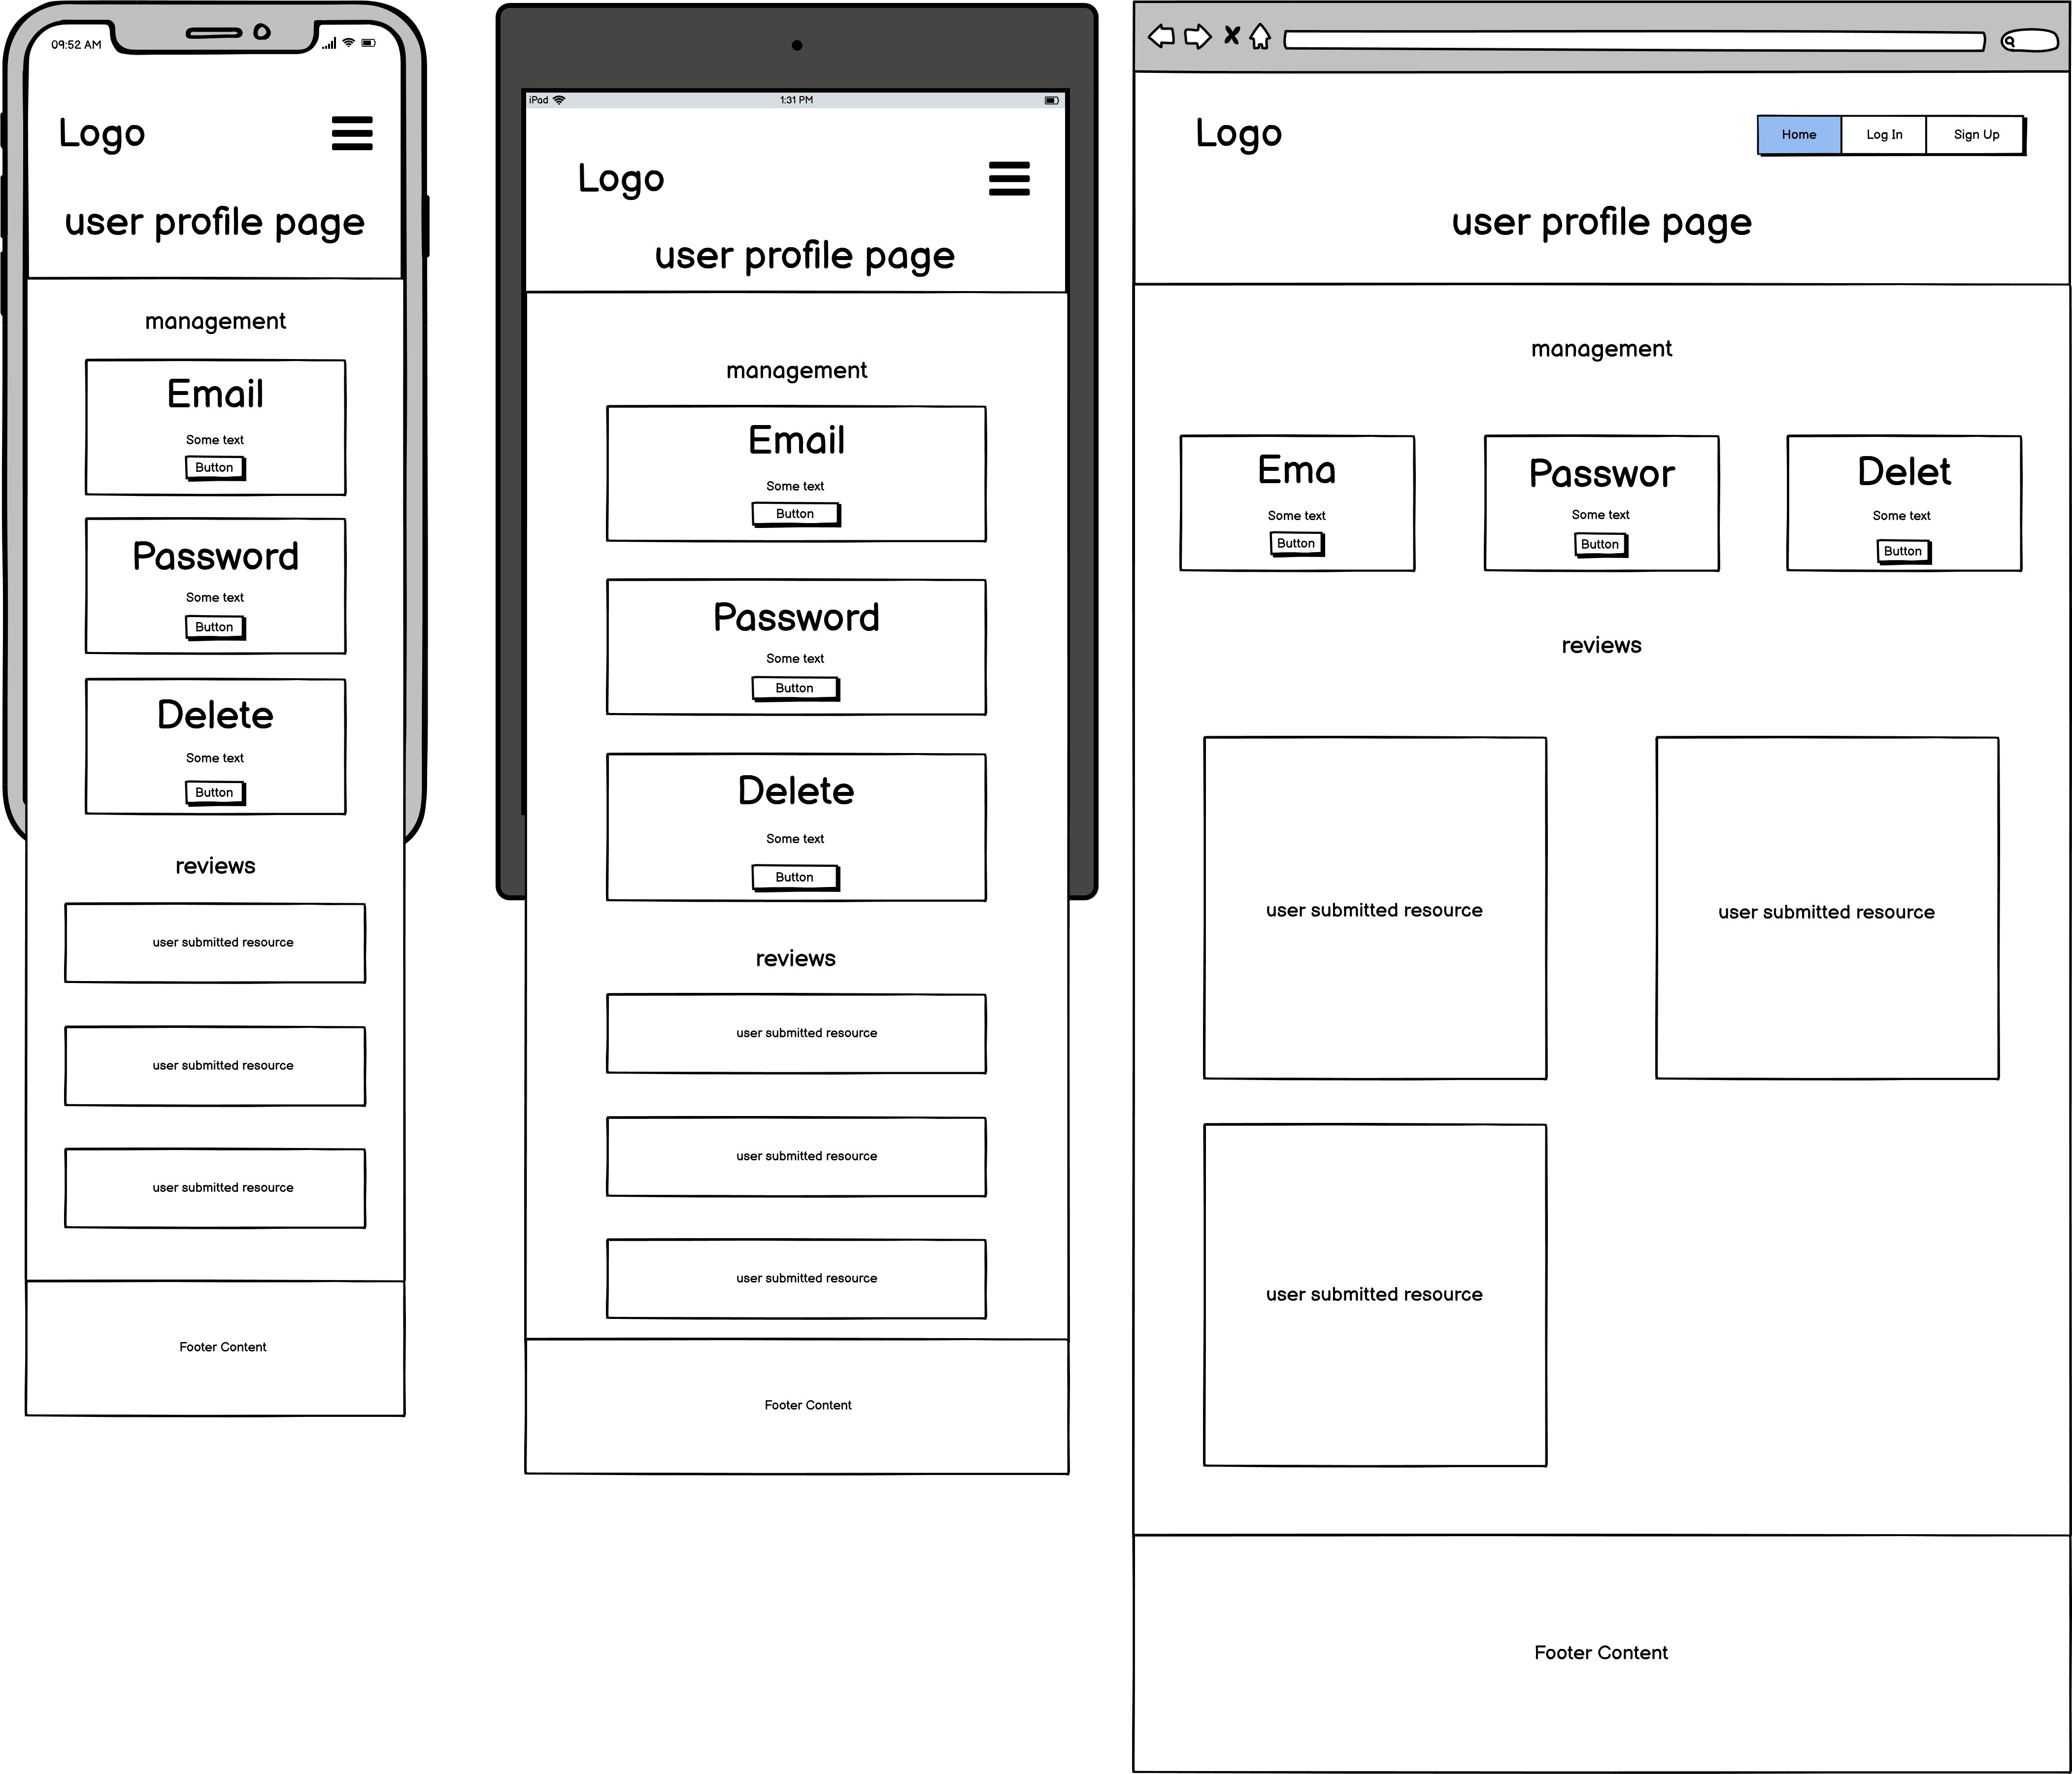 09:52 AM
Logo
user profile page
management
Email
Some text
Button
Password
Some text
Button
Delete
Some text
Button
reviews
user submitted resource
user submitted resource
user submitted resource
Footer Content
iPad
1:31 PM
Logo
user profile page
management
Email
Some text
Button
Password
Some text
Button
Delete
Some text
Button
reviews
user submitted resource
user submitted resource
user submitted resource
Footer Content
Logo
Home
Log In
Sign Up
user profile page
management
Ema
Some text
Button
Passwor
Some text
Button
Delet
Some text
Button
reviews
user submitted resource
user submitted resource
user submitted resource
Footer Content